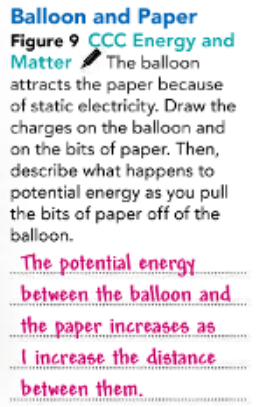 Balloon and Paper
Figure 9 CCC Energy and
Matter The balloon
attracts the paper because
of static electricity. Draw the
charges on the balloon and
on the bits of paper. Then,
describe what happens to
potential energy as you pull
the bits of paper off of the
balloon.
The potential energy
between the balloon and
the paper increases as
I increase the distance
between them.